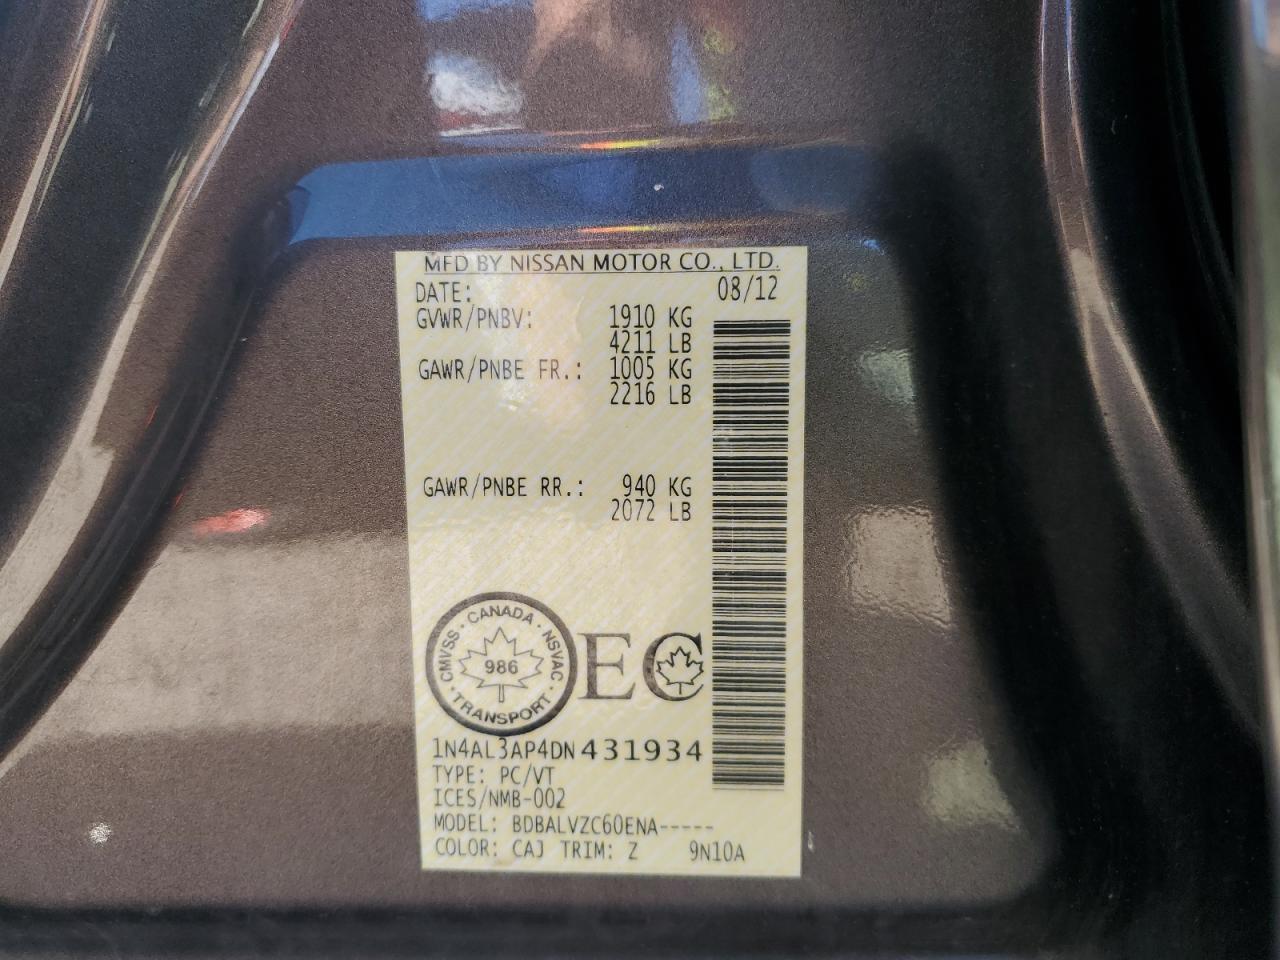 MFD BY NISSAN MOTOR CO., LTD.
DATE: 08/12
GVWR/PNBV: 1910 KG
4211 LB
GAWR/PNBE FR.: 1005 KG
2216 LB
GAWR/PNBE RR.: 940 KG
2072 LB
CMVSS · CANADA · NSVAC · TRANSPORT ·
986
EC
1N4AL3AP4DN431934
TYPE: PC/VT
ICES/NMB-002
MODEL: BDBALVZC60ENA-----
COLOR: CAJ TRIM: Z 9N10A